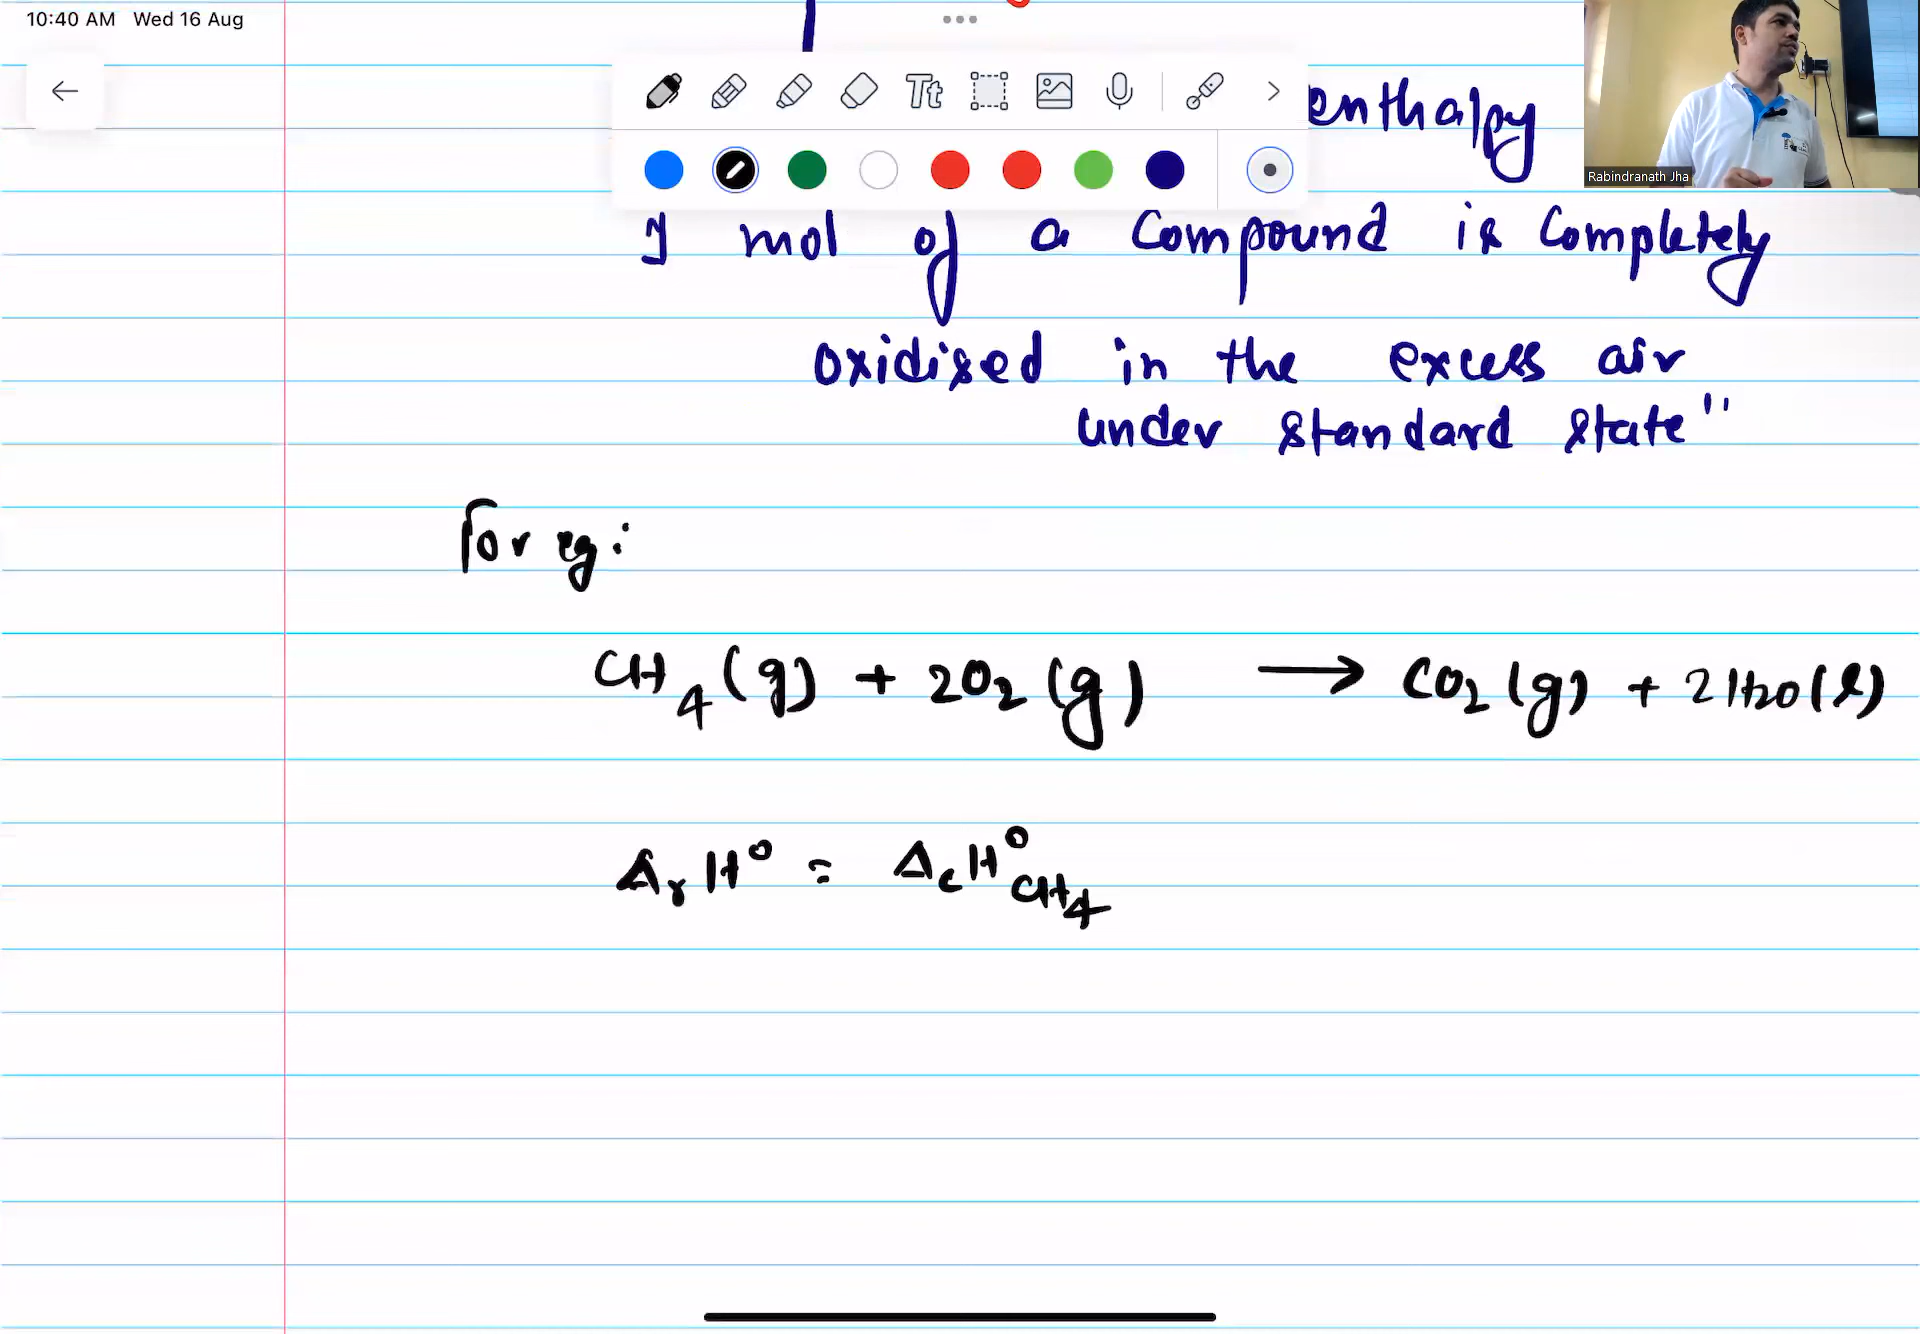 10:40 AM Wed 16 Aug
Tt
enthalpy
Rabindranath Jha
1 mol of a compound is completely
oxidised in the excess air
under standard state"
For eg:
CH₄(g) + 2O₂(g) → CO₂(g) + 2H₂O(l)
ΔᵣH° = Δ꜀H°CH₄